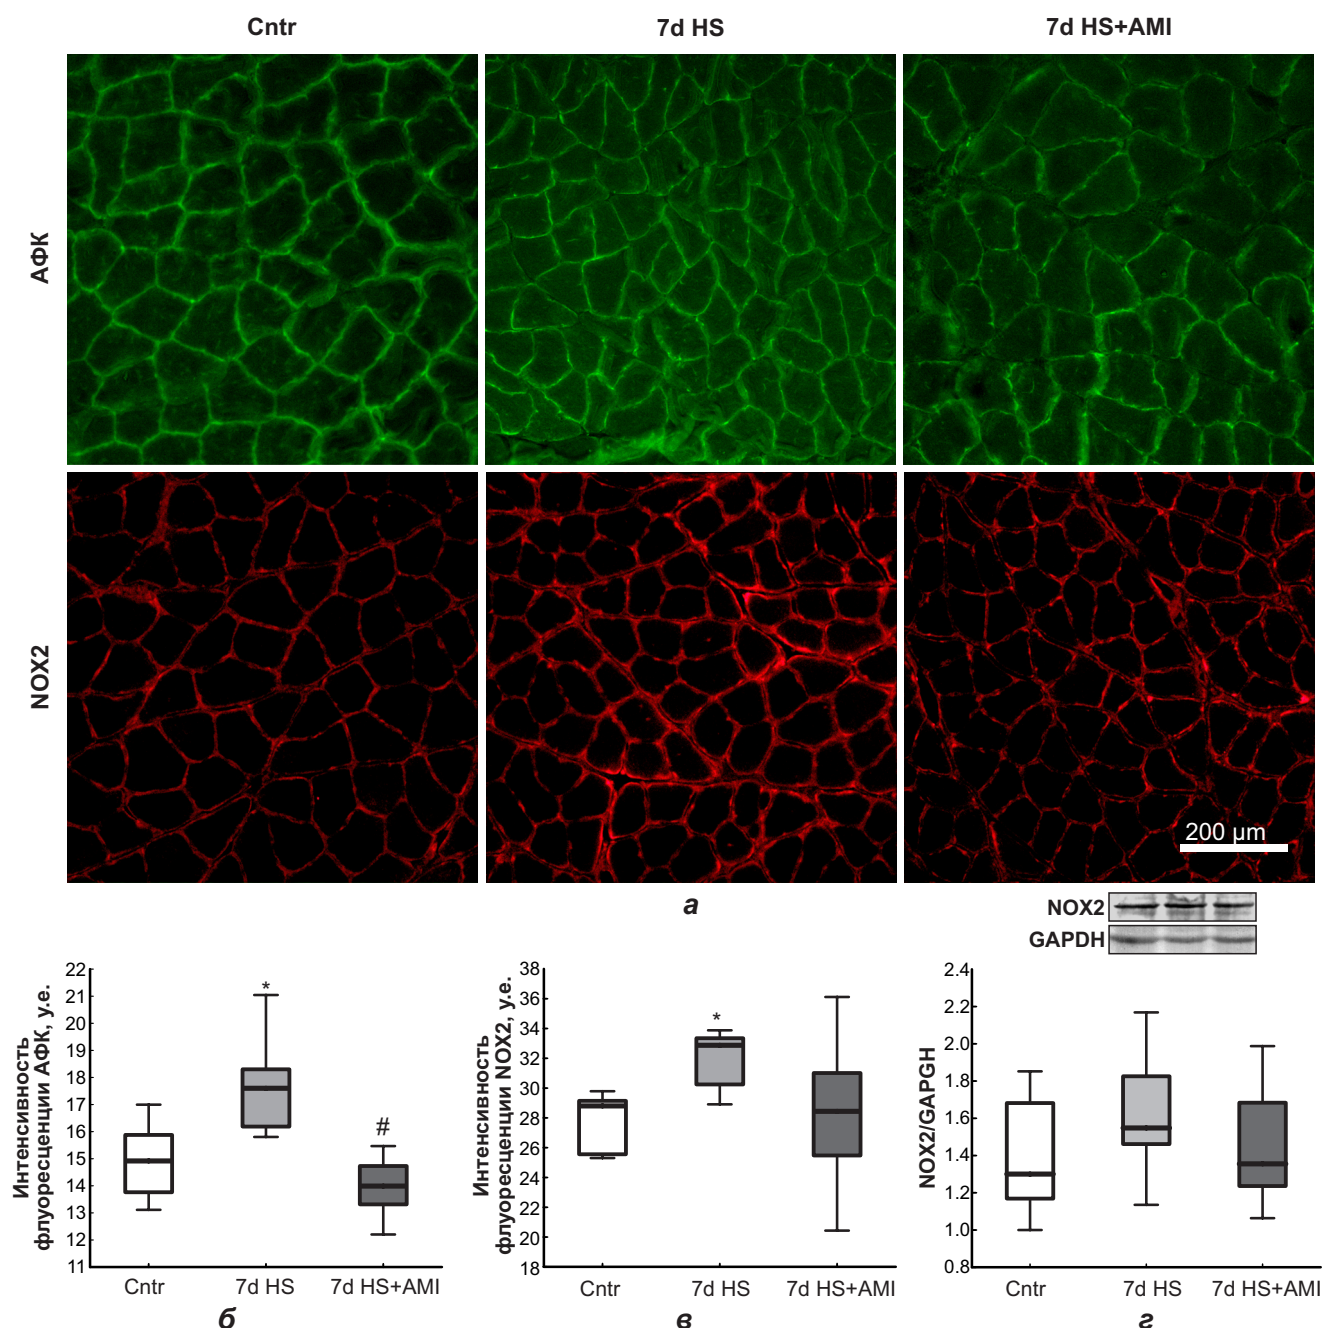 Cntr
7d HS
7d HS+AMI
АФК
NOX2
200 µm
а
NOX2
GAPDH
Интенсивность
флуоресценции АФК, у.е.
22
21
20
19
18
17
16
15
14
13
12
11
*
#
Cntr
7d HS
7d HS+AMI
б
Интенсивность
флуоресценции NOX2, у.е.
38
36
34
32
30
28
26
24
22
20
18
*
Cntr
7d HS
7d HS+AMI
в
NOX2/GAPGH
2.4
2.2
2.0
1.8
1.6
1.4
1.2
1.0
0.8
Cntr
7d HS
7d HS+AMI
г